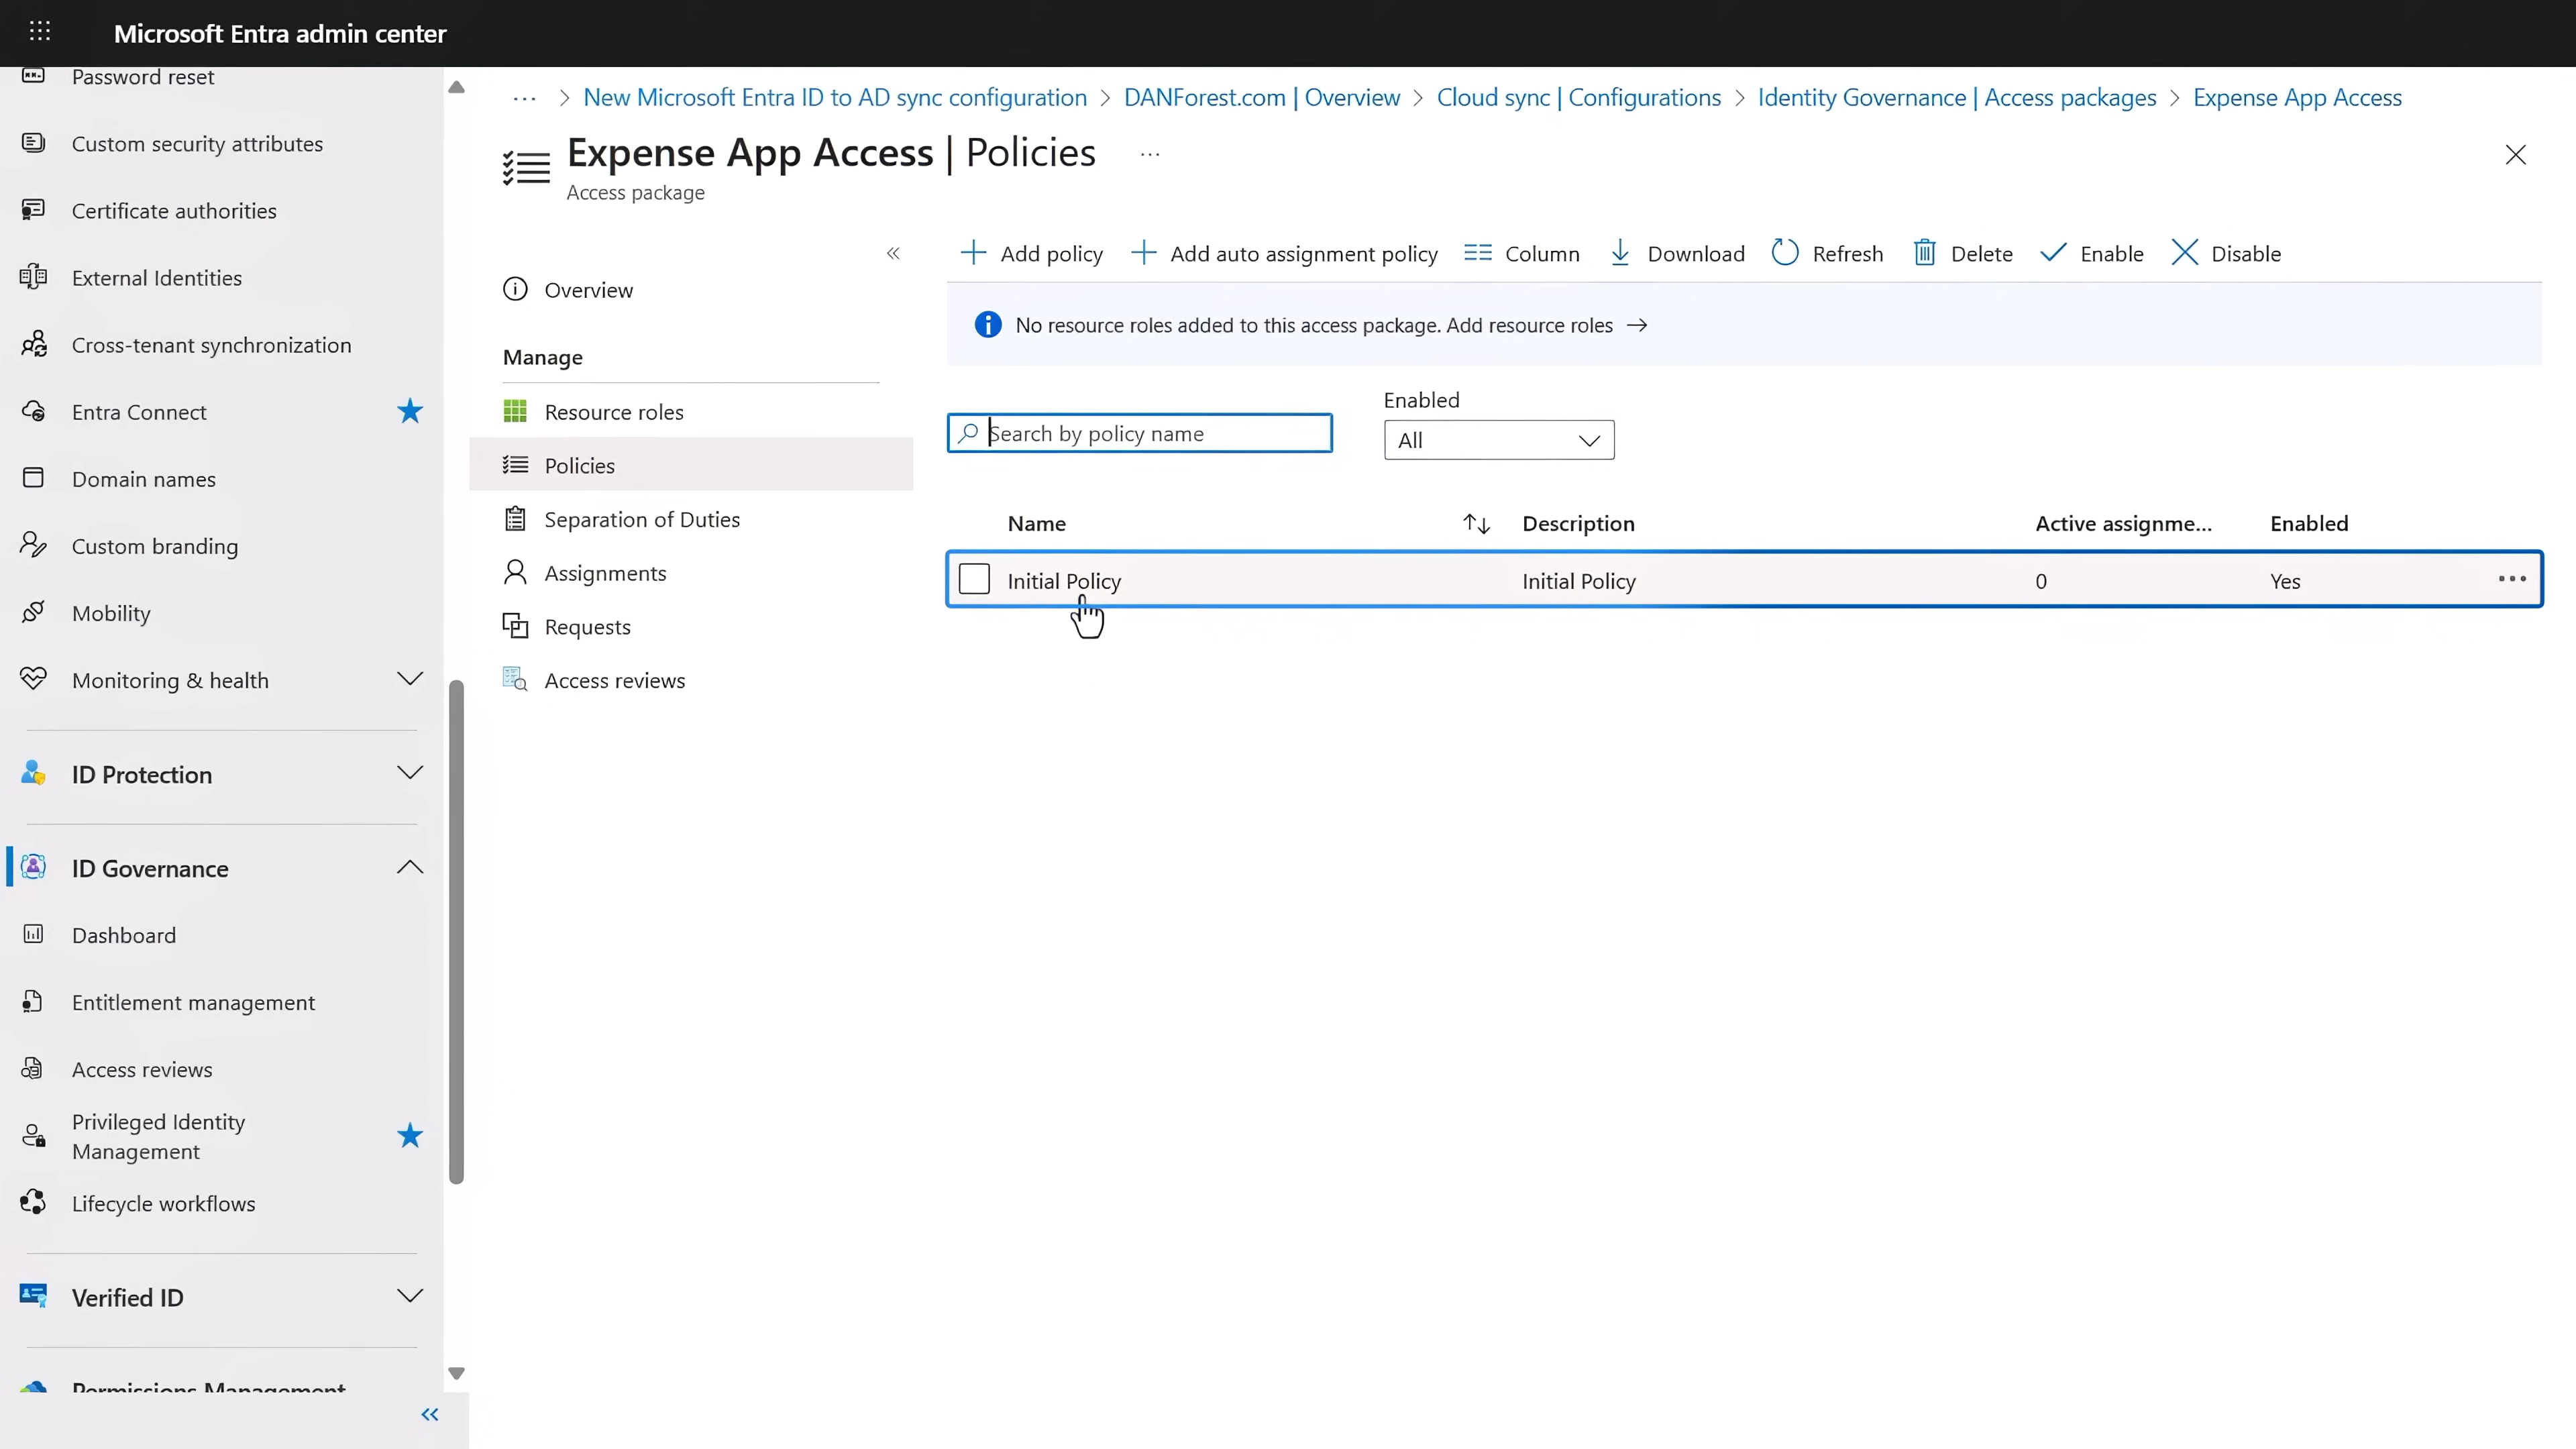 Microsoft Entra admin center
Password reset
Custom security attributes
Certificate authorities
External Identities
Cross-tenant synchronization
Entra Connect
Domain names
Custom branding
Mobility
Monitoring & health
ID Protection
ID Governance
Dashboard
Entitlement management
Access reviews
Privileged Identity
Management
Lifecycle workflows
Verified ID
Permissions Management
... > New Microsoft Entra ID to AD sync configuration > DANForest.com | Overview > Cloud sync | Configurations > Identity Governance | Access packages > Expense App Access
Expense App Access | Policies ...
Access package
Overview
Manage
Resource roles
Policies
Separation of Duties
Assignments
Requests
Access reviews
Add policy Add auto assignment policy Column Download Refresh Delete Enable Disable
No resource roles added to this access package. Add resource roles →
Enabled
Search by policy name All
Name Description Active assignme... Enabled
Initial Policy Initial Policy 0 Yes ...